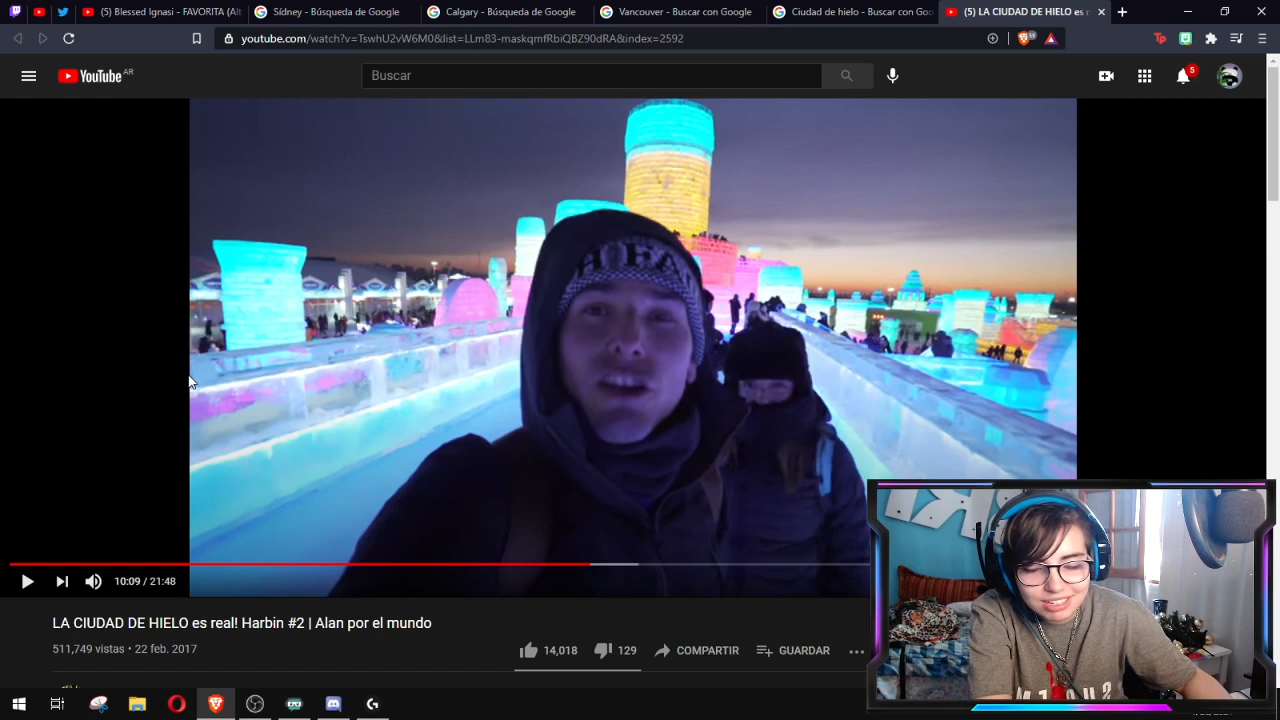 (5) Blessed Ignasi - FAVORITA (Alt
Sídney - Búsqueda de Google
Calgary - Búsqueda de Google
Vancouver - Buscar con Google
Ciudad de hielo - Buscar con Goo
(5) LA CIUDAD DE HIELO es r
youtube.com/watch?v=TswhU2vW6M0&list=LLm83-maskqmfRbiQBZ90dRA&index=2592
Tp
YouTube AR
Buscar
5
10:09 / 21:48
LA CIUDAD DE HIELO es real! Harbin #2 | Alan por el mundo
511,749 vistas • 22 feb. 2017
14,018
129
COMPARTIR
GUARDAR